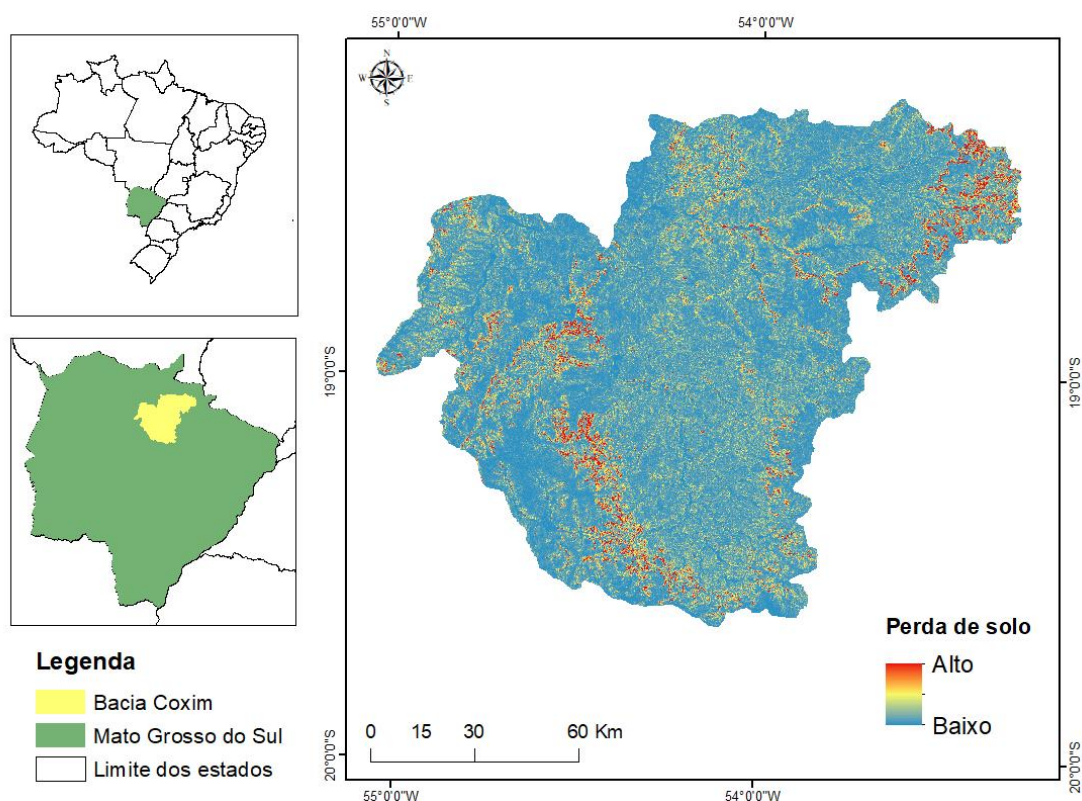 55°0'0"W
54°0'0"W
N
W
E
S
19°0'0"S
19°0'0"S
Perda de solo
Alto
Baixo
Legenda
Bacia Coxim
Mato Grosso do Sul
Limite dos estados
0 15 30 60 Km
20°0'0"S
20°0'0"S
55°0'0"W
54°0'0"W